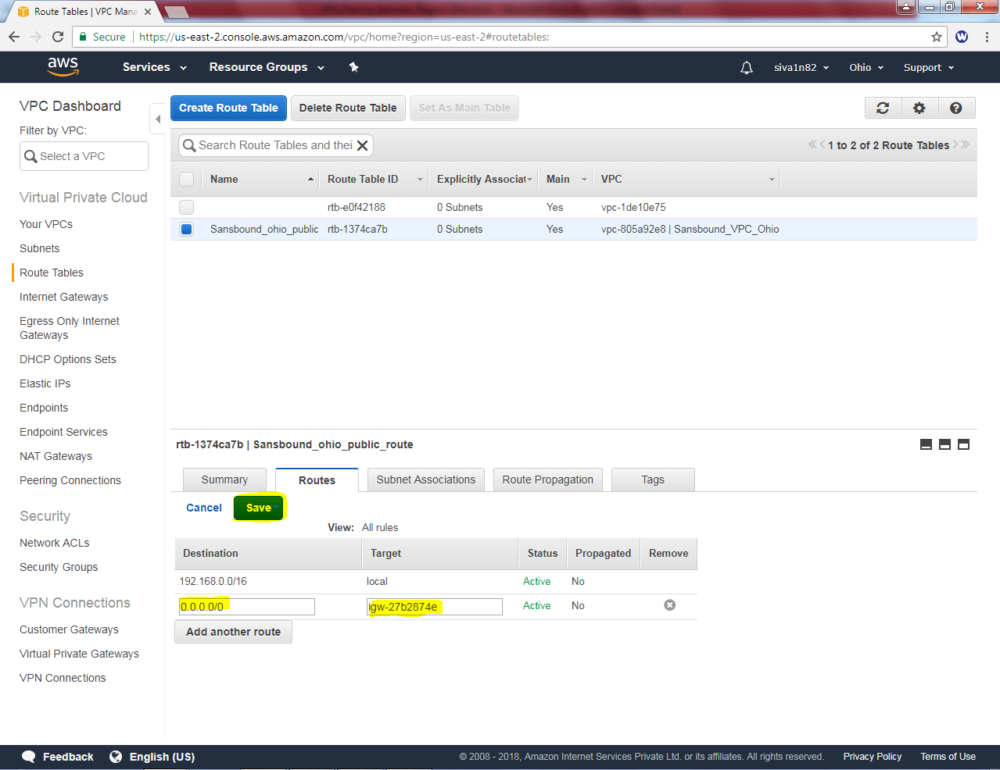 Route Tables | VPC Mana
Secure
https://us-east-2.console.aws.amazon.com/vpc/home?region=us-east-2#routetables:
aws
Services
Resource Groups
siva1n82
Ohio
Support
VPC Dashboard
Filter by VPC:
Select a VPC
Virtual Private Cloud
Your VPCs
Subnets
Route Tables
Internet Gateways
Egress Only Internet
Gateways
DHCP Options Sets
Elastic IPs
Endpoints
Endpoint Services
NAT Gateways
Peering Connections
Security
Network ACLs
Security Groups
VPN Connections
Customer Gateways
Virtual Private Gateways
VPN Connections
Create Route Table
Delete Route Table
Set As Main Table
Search Route Tables and thei
1 to 2 of 2 Route Tables
Name Route Table ID Explicitly Associat Main VPC
rtb-e0f42188 0 Subnets Yes vpc-1de10e75
Sansbound_ohio_public rtb-1374ca7b 0 Subnets Yes vpc-805a92e8 | Sansbound_VPC_Ohio
rtb-1374ca7b | Sansbound_ohio_public_route
Summary Routes Subnet Associations Route Propagation Tags
Cancel Save
View: All rules
Destination Target Status Propagated Remove
192.168.0.0/16 local Active No
0.0.0.0/0 igw-27b2874e Active No
Add another route
Feedback
English (US)
© 2008 - 2018, Amazon Internet Services Private Ltd. or its affiliates. All rights reserved.
Privacy Policy
Terms of Use